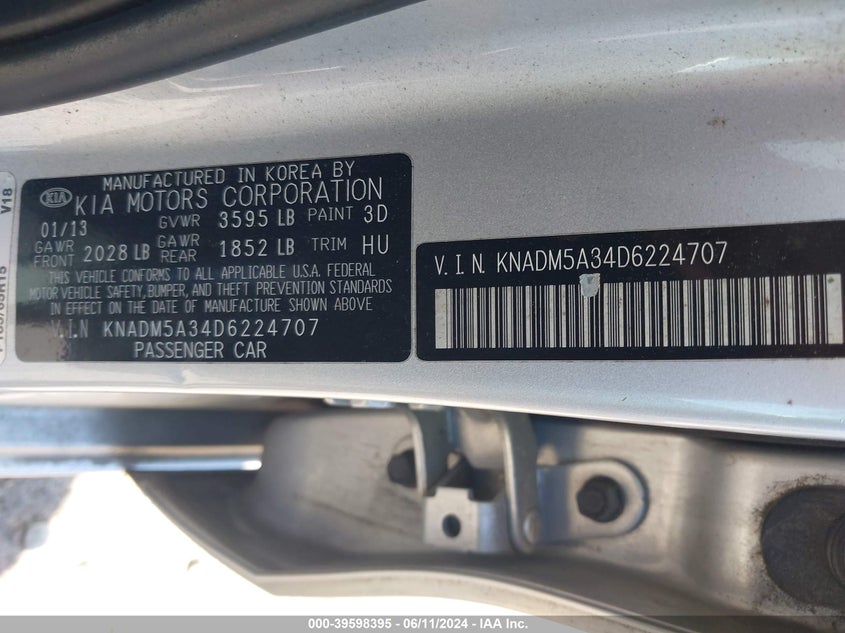 MANUFACTURED IN KOREA BY
KIA KIA MOTORS CORPORATION
01/13 GVWR 3595 LB PAINT 3D
GAWR FRONT 2028 LB GAWR REAR 1852 LB TRIM HU
THIS VEHICLE CONFORMS TO ALL APPLICABLE U.S.A. FEDERAL
MOTOR VEHICLE SAFETY, BUMPER, AND THEFT PREVENTION STANDARDS
IN EFFECT ON THE DATE OF MANUFACTURE SHOWN ABOVE
V.I.N KNADM5A34D6224707
PASSENGER CAR
V.I.N. KNADM5A34D6224707
V18
000-39598395 - 06/11/2024 - IAA Inc.